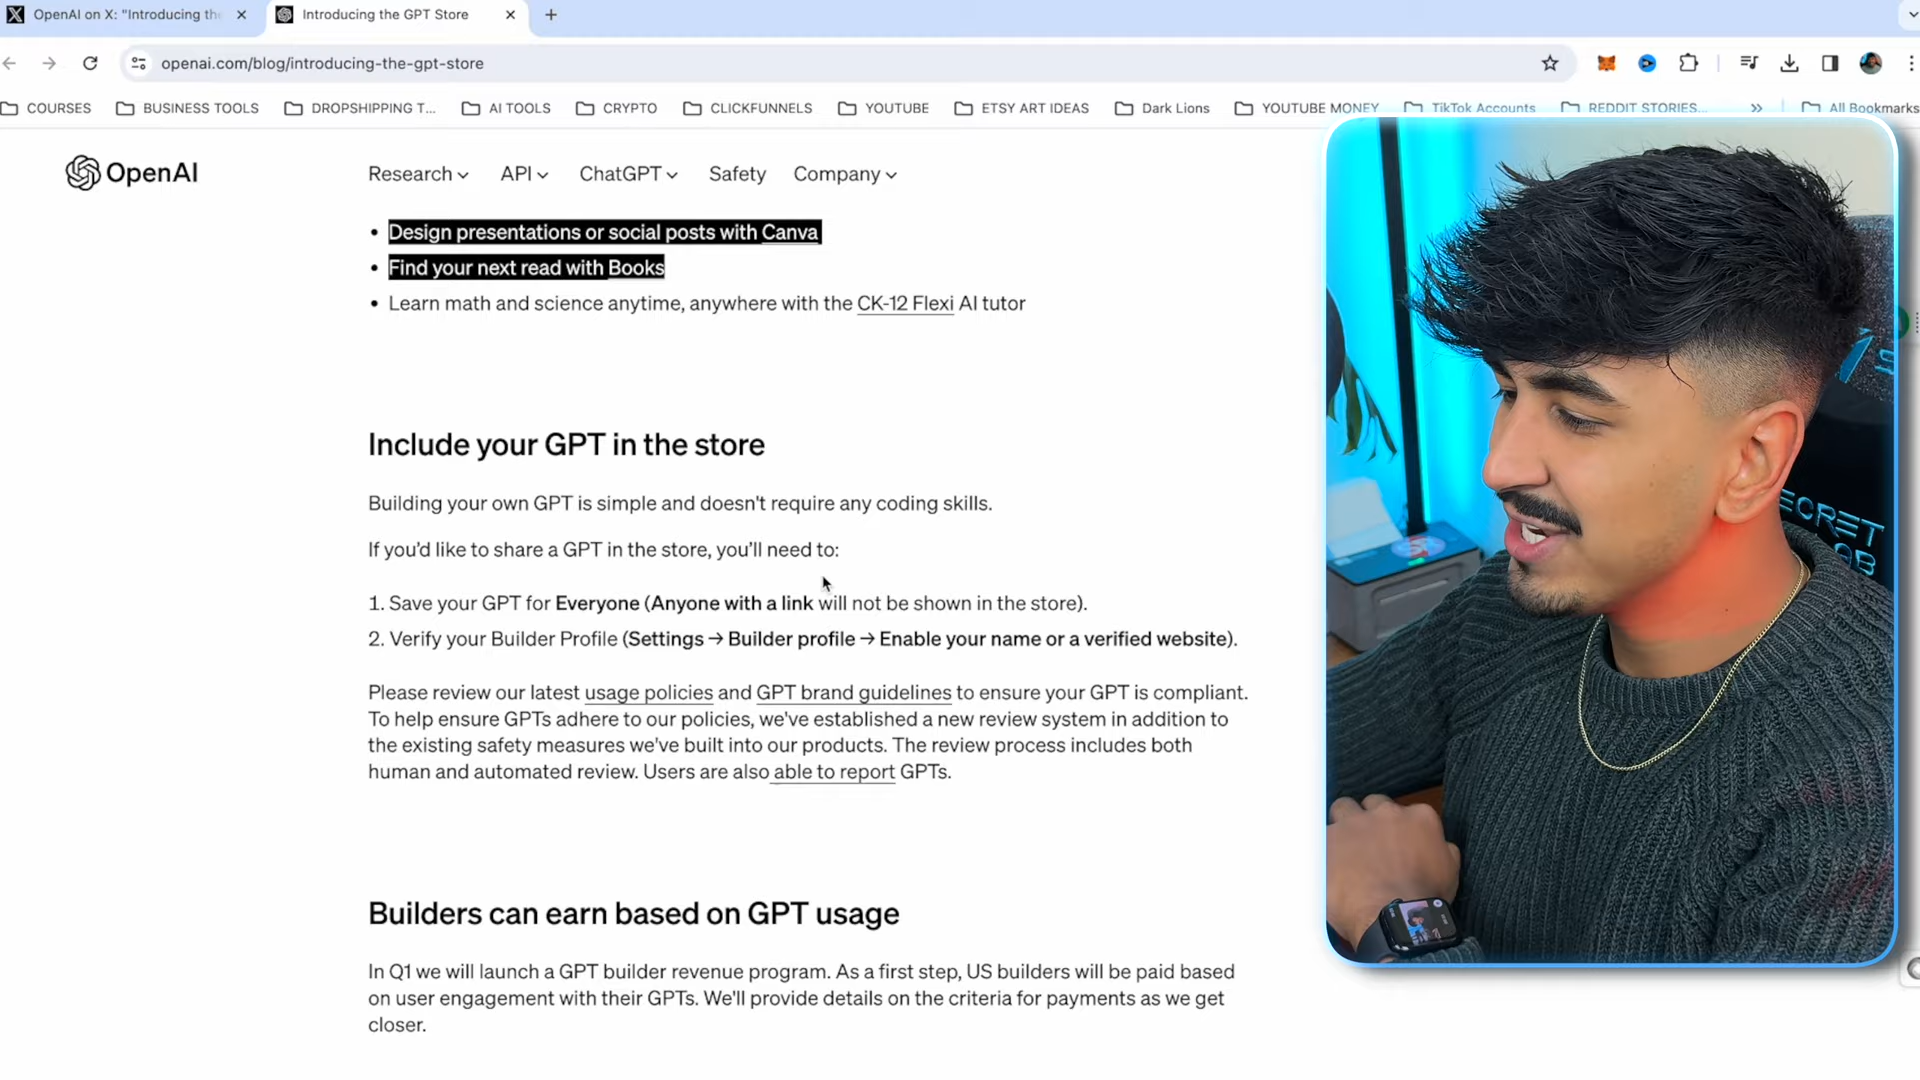 OpenAI on X: "Introducing the
Introducing the GPT Store
openai.com/blog/introducing-the-gpt-store
COURSES
BUSINESS TOOLS
DROPSHIPPING T...
AI TOOLS
CRYPTO
CLICKFUNNELS
YOUTUBE
ETSY ART IDEAS
Dark Lions
YOUTUBE MONEY
TikTok Accounts
REDDIT STORIES...
All Bookmarks
OpenAI
Research
API
ChatGPT
Safety
Company
• Design presentations or social posts with Canva
• Find your next read with Books
• Learn math and science anytime, anywhere with the CK-12 Flexi AI tutor
Include your GPT in the store
Building your own GPT is simple and doesn't require any coding skills.
If you'd like to share a GPT in the store, you'll need to:
1. Save your GPT for Everyone (Anyone with a link will not be shown in the store).
2. Verify your Builder Profile (Settings → Builder profile → Enable your name or a verified website).
Please review our latest usage policies and GPT brand guidelines to ensure your GPT is compliant.
To help ensure GPTs adhere to our policies, we've established a new review system in addition to
the existing safety measures we've built into our products. The review process includes both
human and automated review. Users are also able to report GPTs.
Builders can earn based on GPT usage
In Q1 we will launch a GPT builder revenue program. As a first step, US builders will be paid based
on user engagement with their GPTs. We'll provide details on the criteria for payments as we get
closer.
ECRET
AB